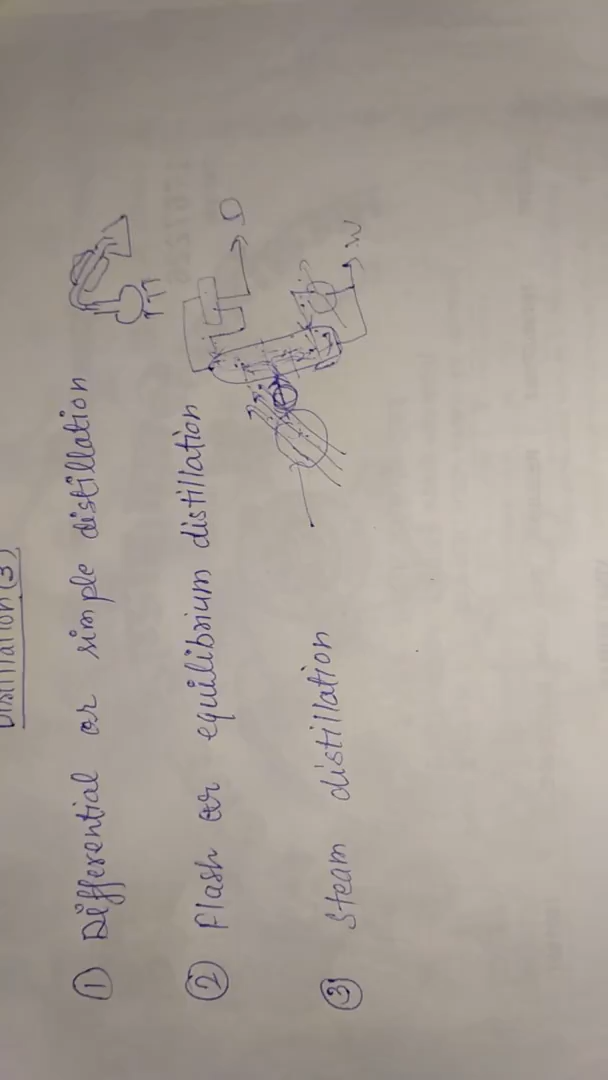 Distillation (3)
① Differential or simple distillation
② Flash or equilibrium distillation
D
W
③ Steam distillation